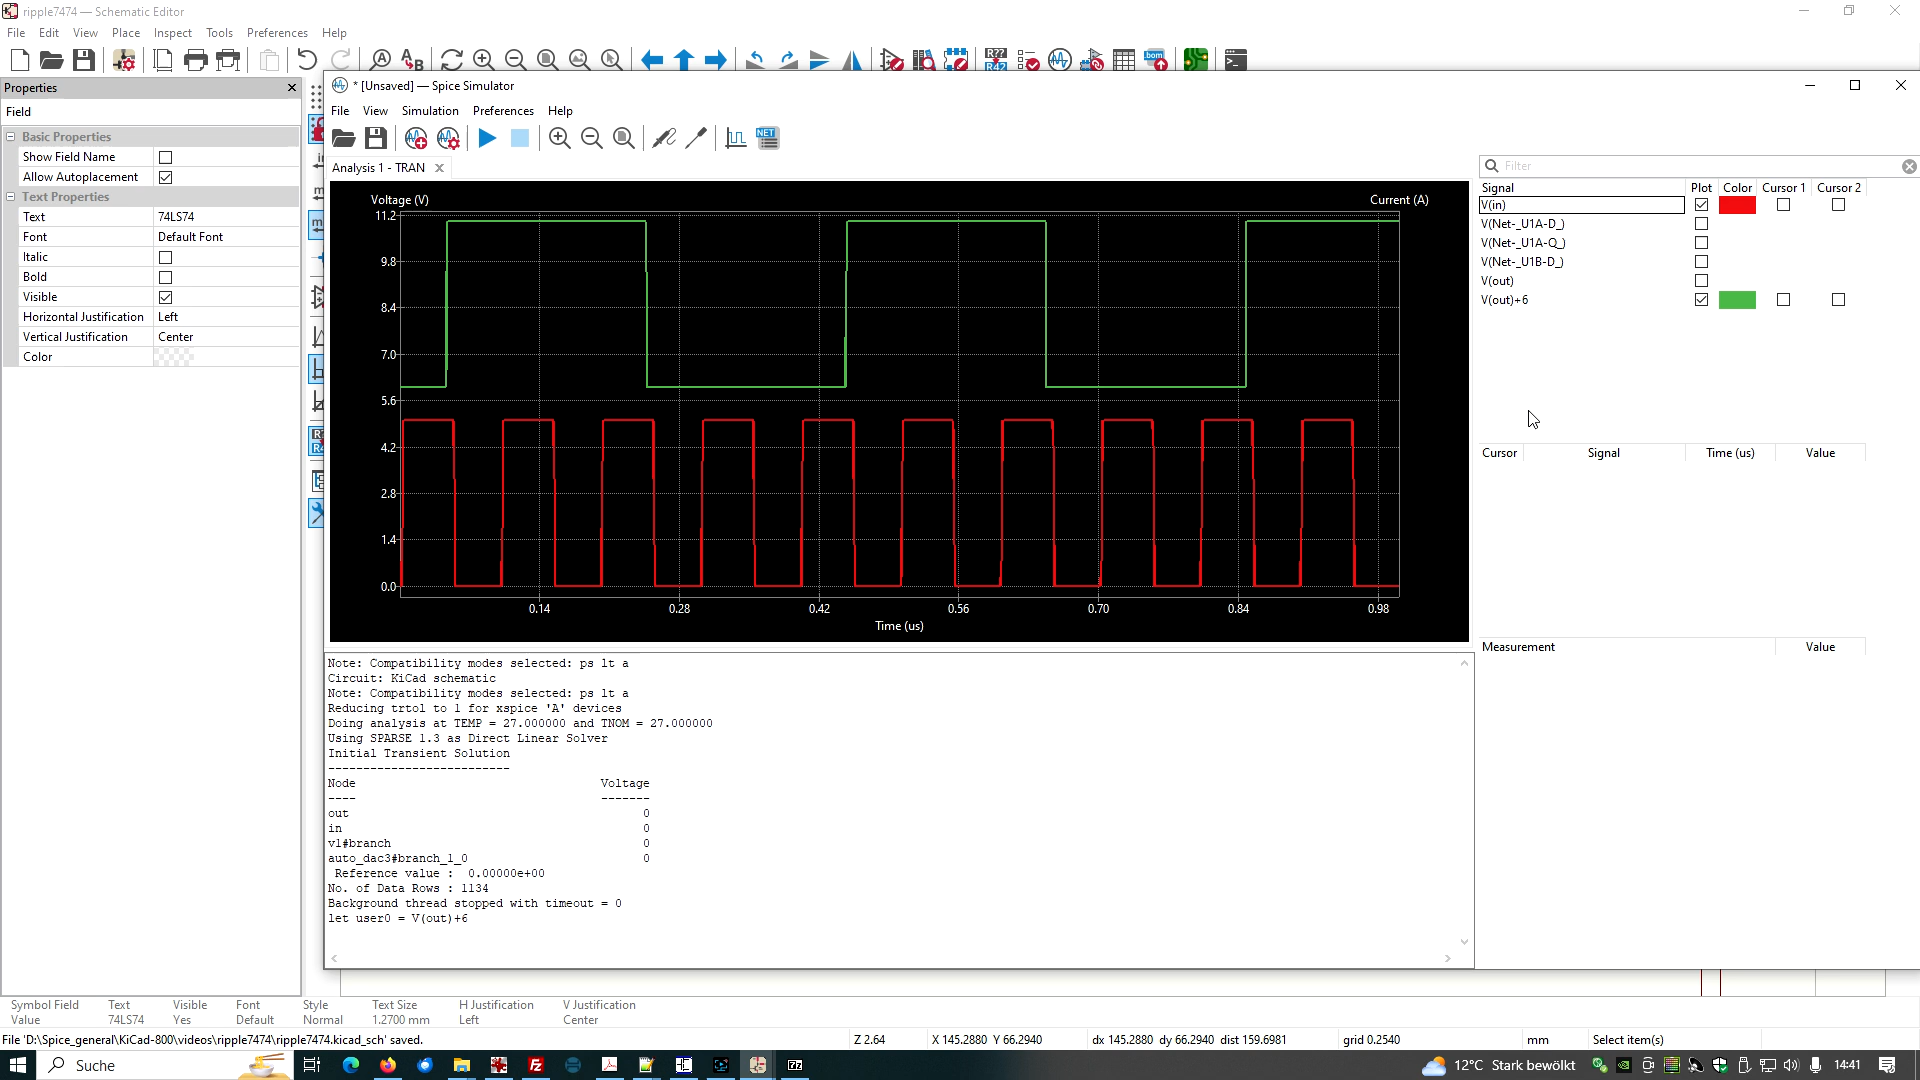 ripple7474 — Schematic Editor
File Edit View Place Inspect Tools Preferences Help
Properties
Field
Basic Properties
Show Field Name
Allow Autoplacement
Text Properties
Text 74LS74
Font Default Font
Italic
Bold
Visible
Horizontal Justification Left
Vertical Justification Center
Color
* [Unsaved] — Spice Simulator
File View Simulation Preferences Help
NET
Analysis 1 - TRAN
Voltage (V)
Current (A)
11.2
9.8
8.4
7.0
5.6
4.2
2.8
1.4
0.0
0.14 0.28 0.42 0.56 0.70 0.84 0.98
Time (us)
Filter
Signal Plot Color Cursor 1 Cursor 2
V(in)
V(Net-_U1A-D_)
V(Net-_U1A-Q_)
V(Net-_U1B-D_)
V(out)
V(out)+6
Cursor Signal Time (us) Value
Measurement Value
Note: Compatibility modes selected: ps lt a
Circuit: KiCad schematic
Note: Compatibility modes selected: ps lt a
Reducing trtol to 1 for xspice 'A' devices
Doing analysis at TEMP = 27.000000 and TNOM = 27.000000
Using SPARSE 1.3 as Direct Linear Solver
Initial Transient Solution
--------------------------
Node Voltage
---- -------
out 0
in 0
v1#branch 0
auto_dac3#branch_1_0 0
Reference value : 0.00000e+00
No. of Data Rows : 1134
Background thread stopped with timeout = 0
let user0 = V(out)+6
Symbol Field Text Visible Font Style Text Size H Justification V Justification
Value 74LS74 Yes Default Normal 1.2700 mm Left Center
File 'D:\Spice_general\KiCad-800\videos\ripple7474\ripple7474.kicad_sch' saved.
Z 2.64
X 145.2880 Y 66.2940
dx 145.2880 dy 66.2940 dist 159.6981
grid 0.2540
mm
Select item(s)
Suche
12°C Stark bewölkt
14:41